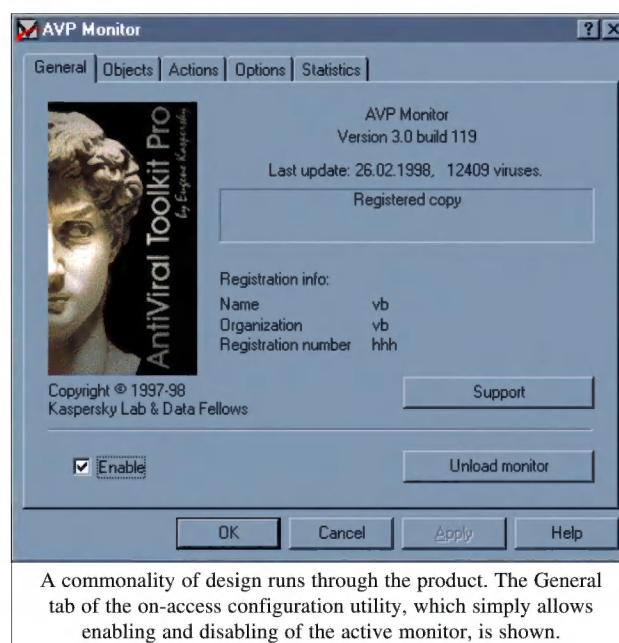 AVP Monitor
General Objects Actions Options Statistics
AntiViral Toolkit Pro
by Eugene Kaspersky
AVP Monitor
Version 3.0 build 119
Last update: 26.02.1998, 12409 viruses.
Registered copy
Registration info:
Name vb
Organization vb
Registration number hhh
Copyright © 1997-98
Kaspersky Lab & Data Fellows
Support
Enable
Unload monitor
OK Cancel Apply Help
A commonality of design runs through the product. The General
tab of the on-access configuration utility, which simply allows
enabling and disabling of the active monitor, is shown.